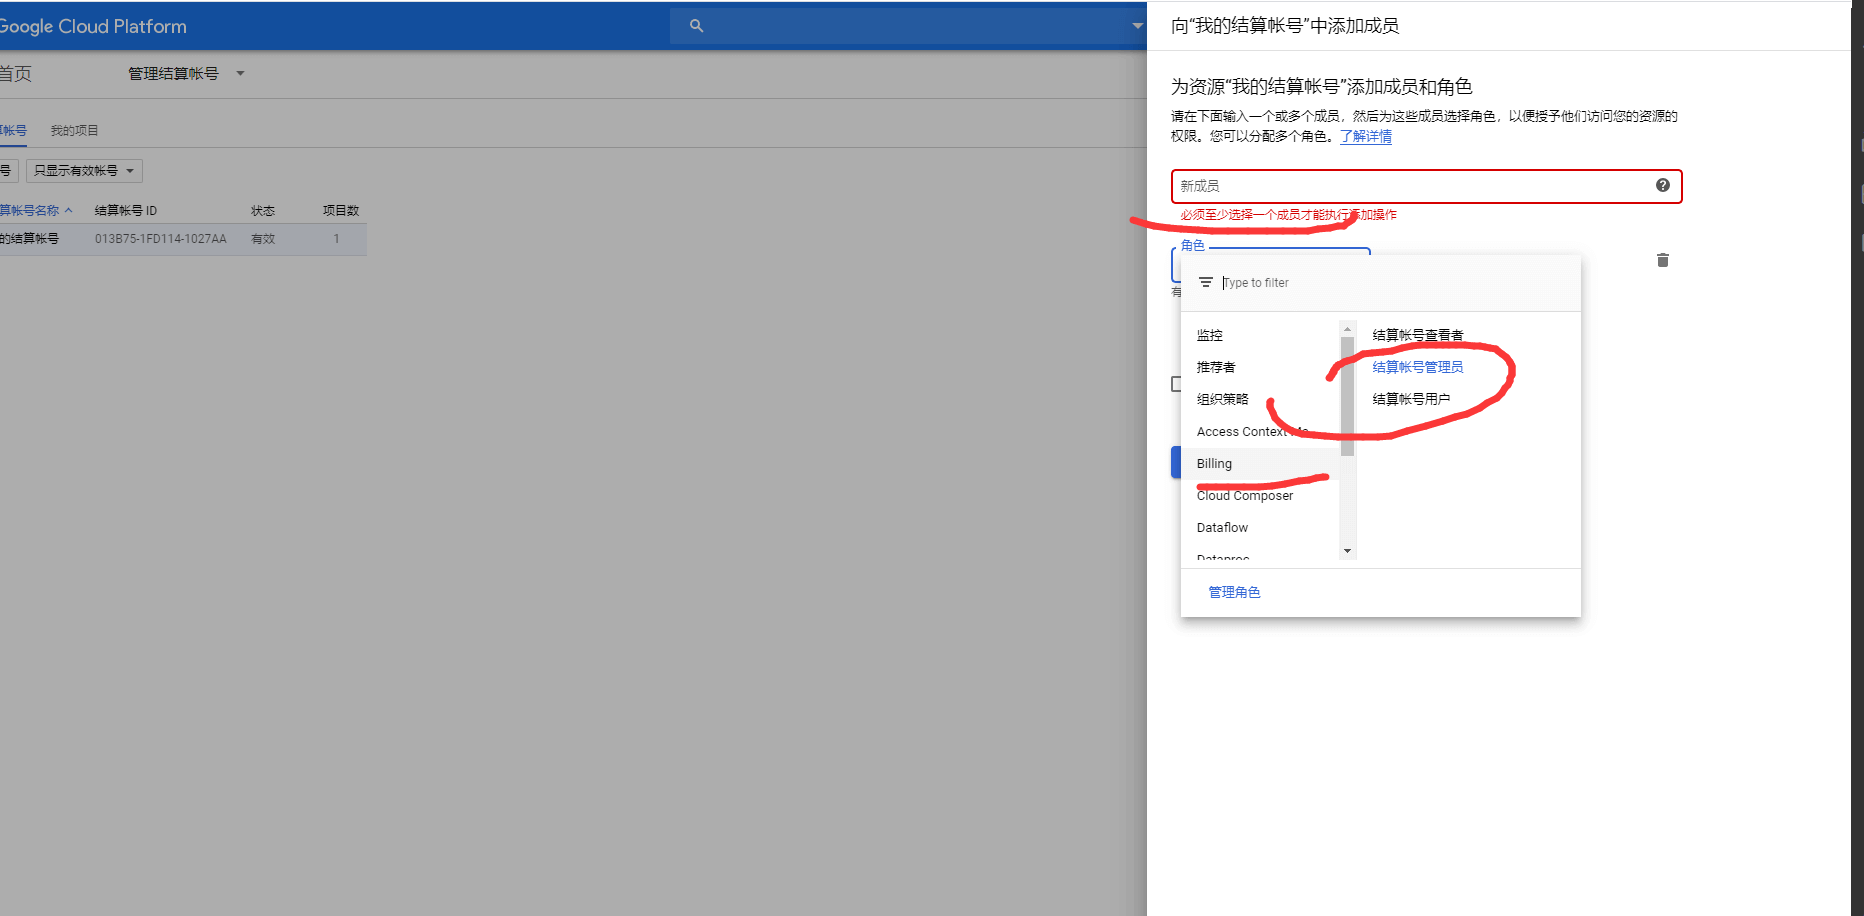 Google Cloud Platform
首页
管理结算帐号
算帐号
我的项目
号
只显示有效帐号
算帐号名称
结算帐号 ID
状态
项目数
的结算帐号
013B75-1FD114-1027AA
有效
1
向“我的结算帐号”中添加成员
为资源“我的结算帐号”添加成员和角色
请在下面输入一个或多个成员，然后为这些成员选择角色，以便授予他们访问您的资源的
权限。您可以分配多个角色。了解详情
新成员
必须至少选择一个成员才能执行添加操作
角色
有
Type to filter
监控
推荐者
组织策略
Access Context Ma...
Billing
Cloud Composer
Dataflow
Dataproc
结算帐号查看者
结算帐号管理员
结算帐号用户
管理角色